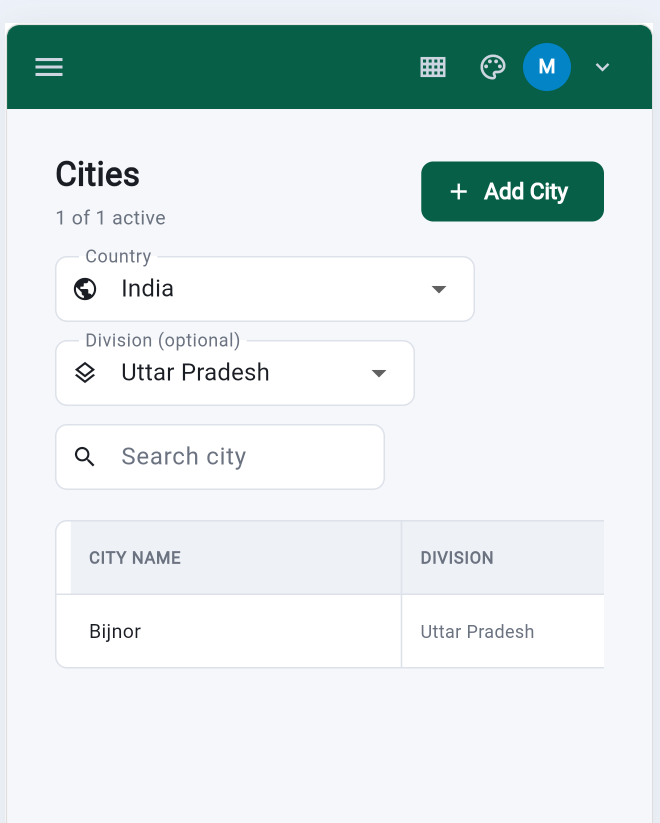 M
Cities
1 of 1 active
Add City
Country
India
Division (optional)
Uttar Pradesh
Search city
CITY NAME DIVISION
Bijnor Uttar Pradesh